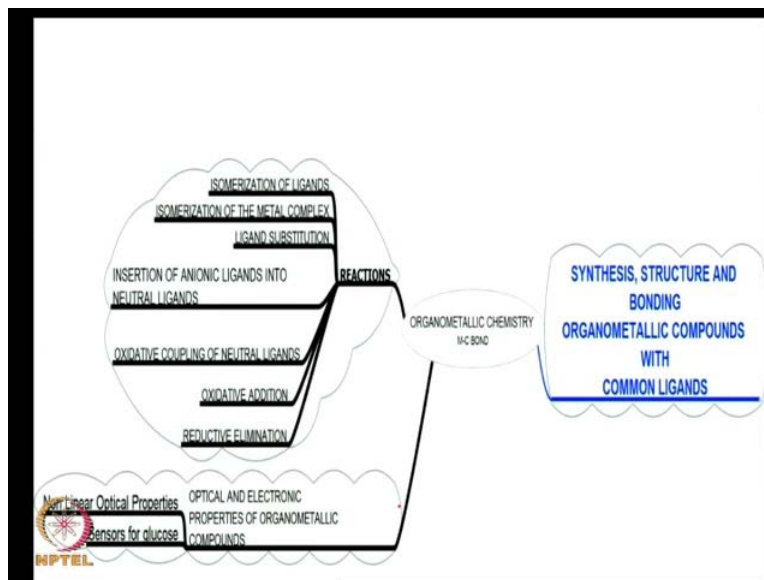 ISOMERIZATION OF LIGANDS
ISOMERIZATION OF THE METAL COMPLEX
LIGAND SUBSTITUTION
INSERTION OF ANIONIC LIGANDS INTO
NEUTRAL LIGANDS
REACTIONS
OXIDATIVE COUPLING OF NEUTRAL LIGANDS
OXIDATIVE ADDITION
REDUCTIVE ELIMINATION
ORGANOMETALLIC CHEMISTRY
M-C BOND
SYNTHESIS, STRUCTURE AND
BONDING
ORGANOMETALLIC COMPOUNDS
WITH
COMMON LIGANDS
Non Linear Optical Properties
Sensors for glucose
OPTICAL AND ELECTRONIC
PROPERTIES OF ORGANOMETALLIC
COMPOUNDS
NPTEL